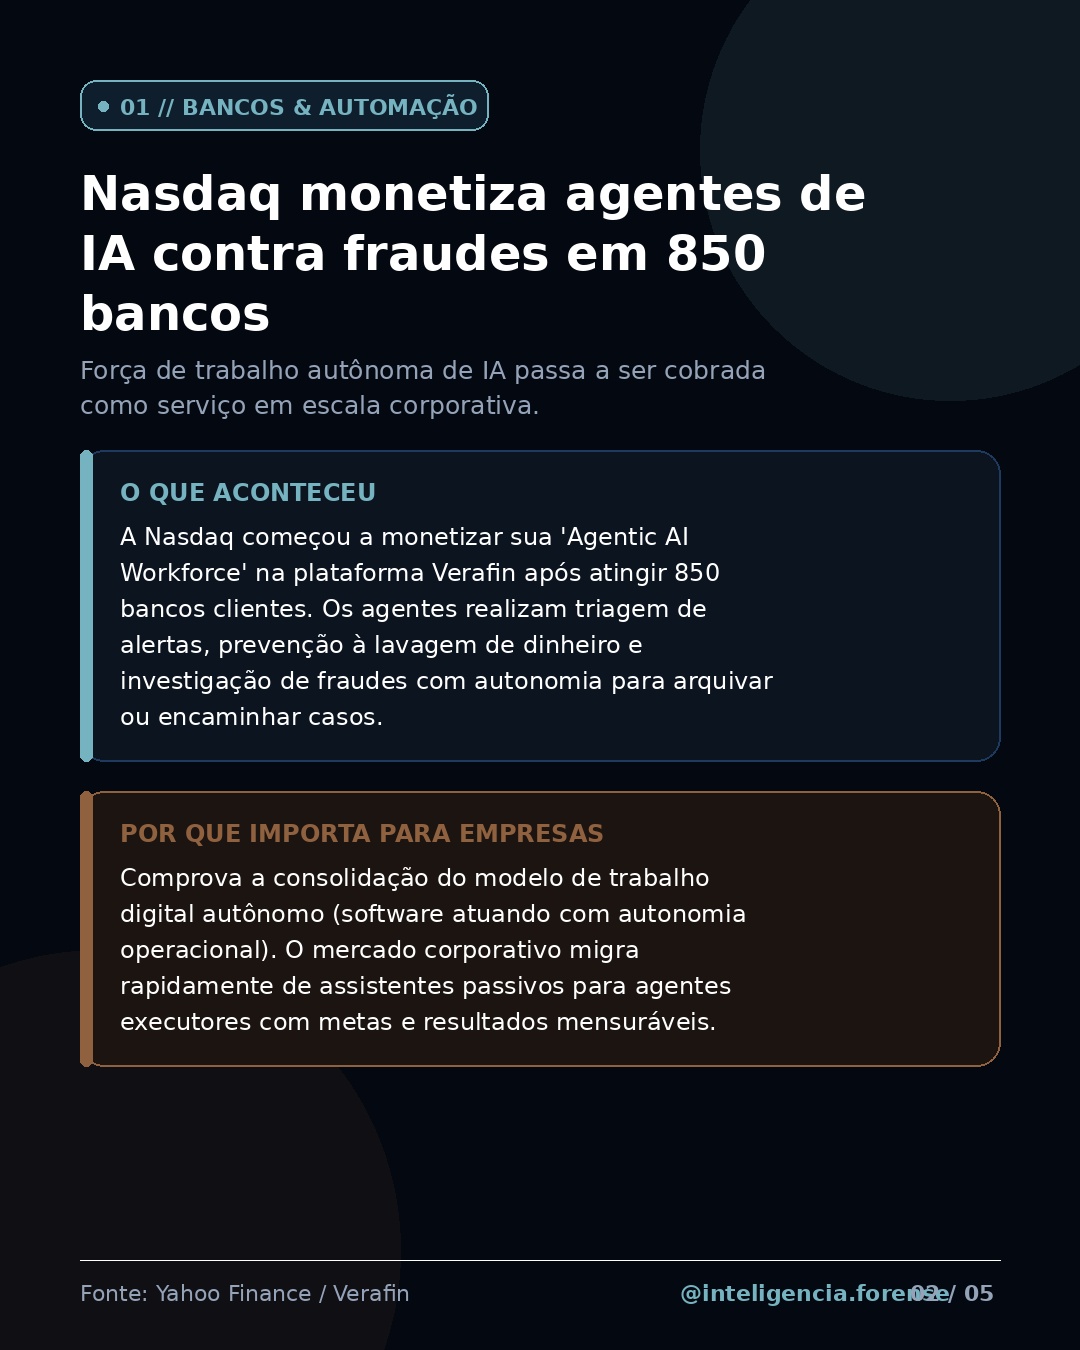 01 // BANCOS & AUTOMAÇÃO
Nasdaq monetiza agentes de
IA contra fraudes em 850
bancos
Força de trabalho autônoma de IA passa a ser cobrada
como serviço em escala corporativa.
O QUE ACONTECEU
A Nasdaq começou a monetizar sua 'Agentic AI
Workforce' na plataforma Verafin após atingir 850
bancos clientes. Os agentes realizam triagem de
alertas, prevenção à lavagem de dinheiro e
investigação de fraudes com autonomia para arquivar
ou encaminhar casos.
POR QUE IMPORTA PARA EMPRESAS
Comprova a consolidação do modelo de trabalho
digital autônomo (software atuando com autonomia
operacional). O mercado corporativo migra
rapidamente de assistentes passivos para agentes
executores com metas e resultados mensuráveis.
Fonte: Yahoo Finance / Verafin @inteligencia.forense 02 / 05